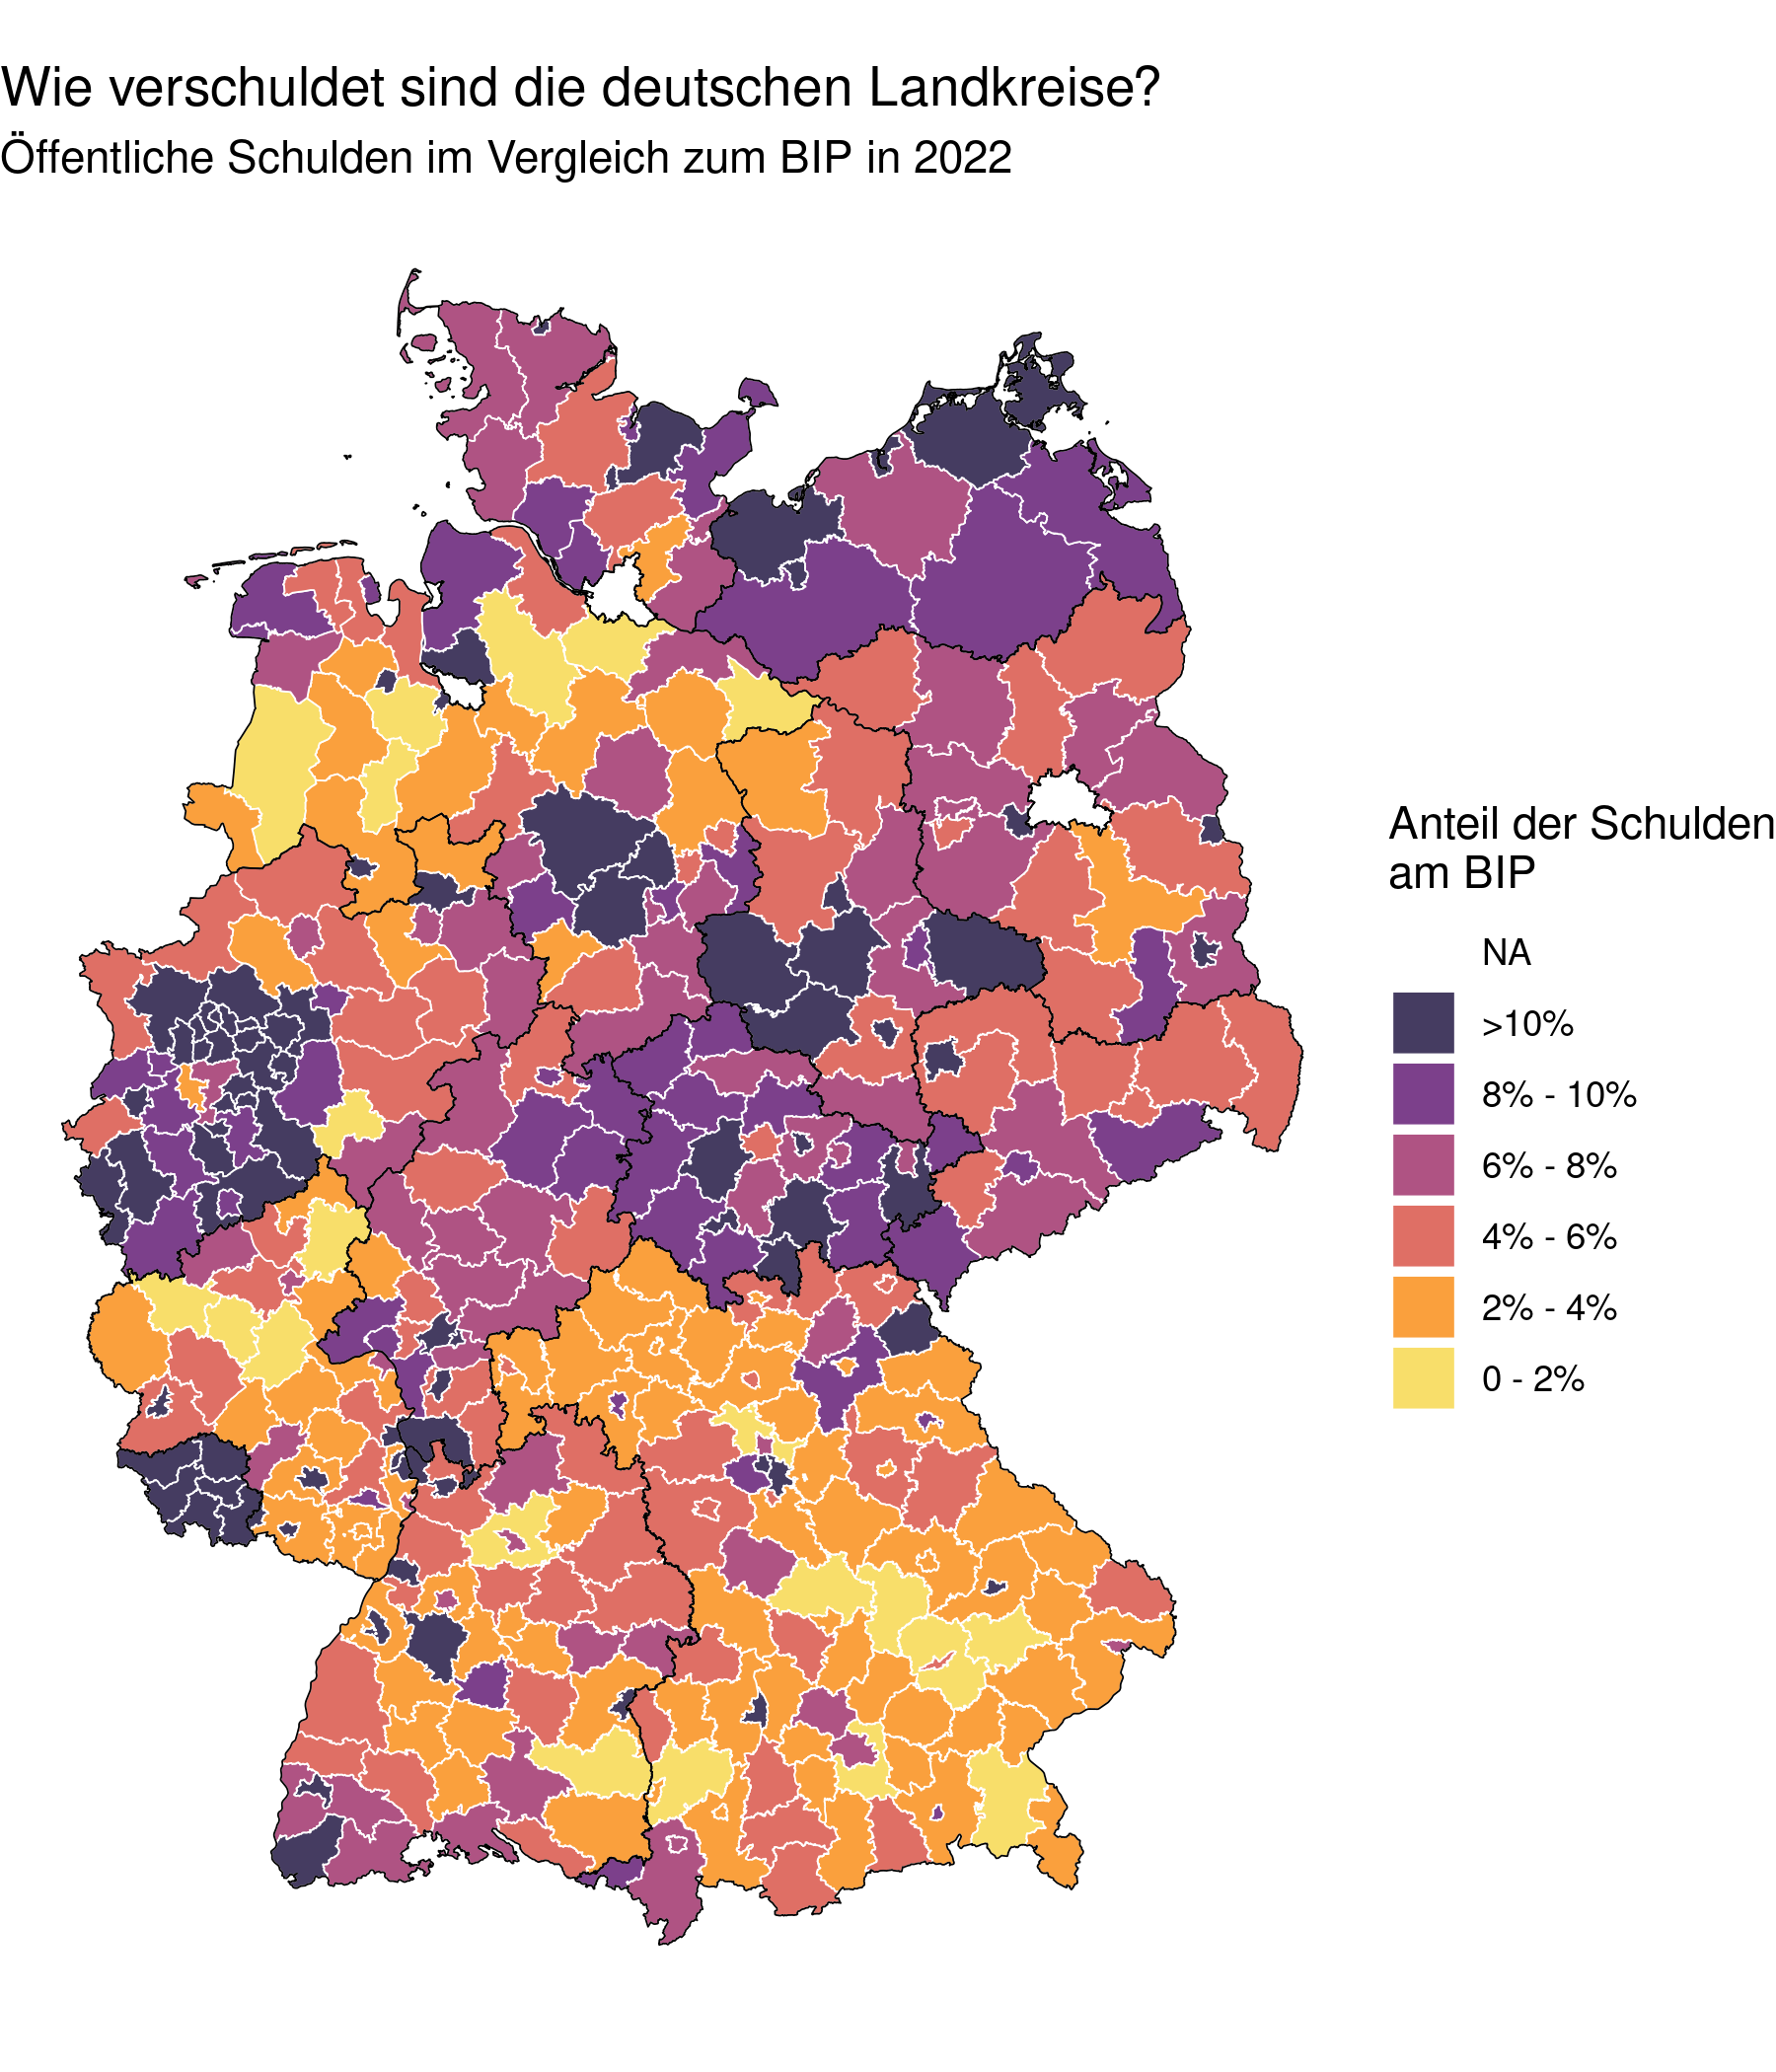 Wie verschuldet sind die deutschen Landkreise?
Öffentliche Schulden im Vergleich zum BIP in 2022
Anteil der Schulden
am BIP
NA
>10%
8% - 10%
6% - 8%
4% - 6%
2% - 4%
0 - 2%